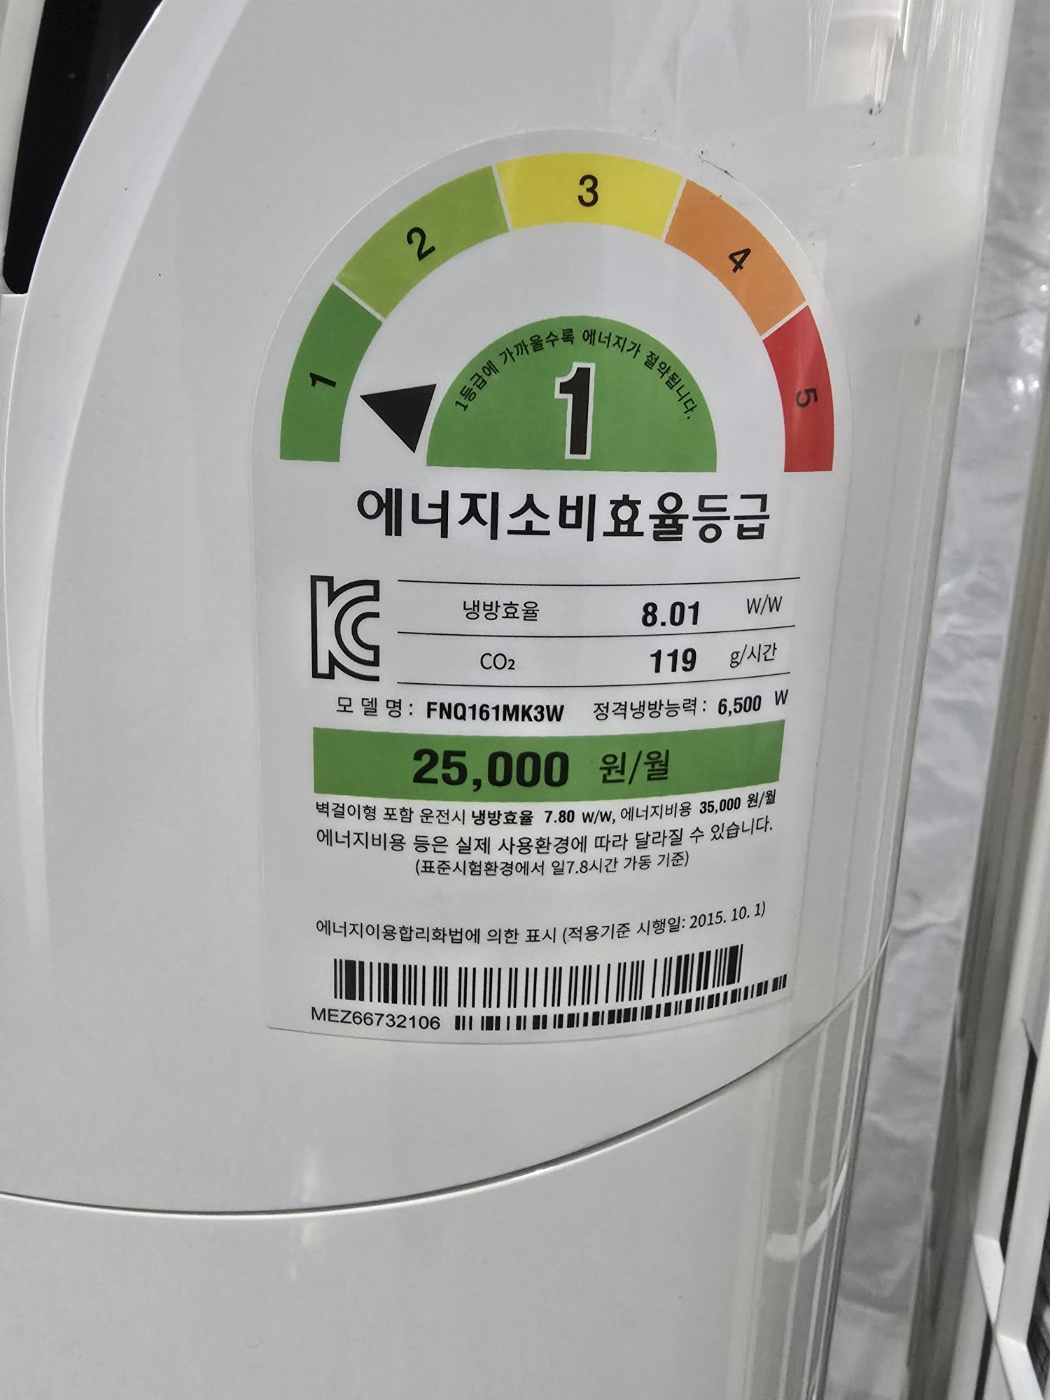 1
2
3
4
5
1등급에 가까울수록 에너지가 절약됩니다.
1
에너지소비효율등급
KC
냉방효율 8.01 W/W
CO₂ 119 g/시간
모델명: FNQ161MK3W 정격냉방능력: 6,500 W
25,000 원/월
벽걸이형 포함 운전시 냉방효율 7.80 W/W, 에너지비용 35,000 원/월
에너지비용 등은 실제 사용환경에 따라 달라질 수 있습니다.
(표준시험환경에서 일7.8시간 가동 기준)
에너지이용합리화법에 의한 표시 (적용기준 시행일: 2015. 10. 1)
MEZ66732106